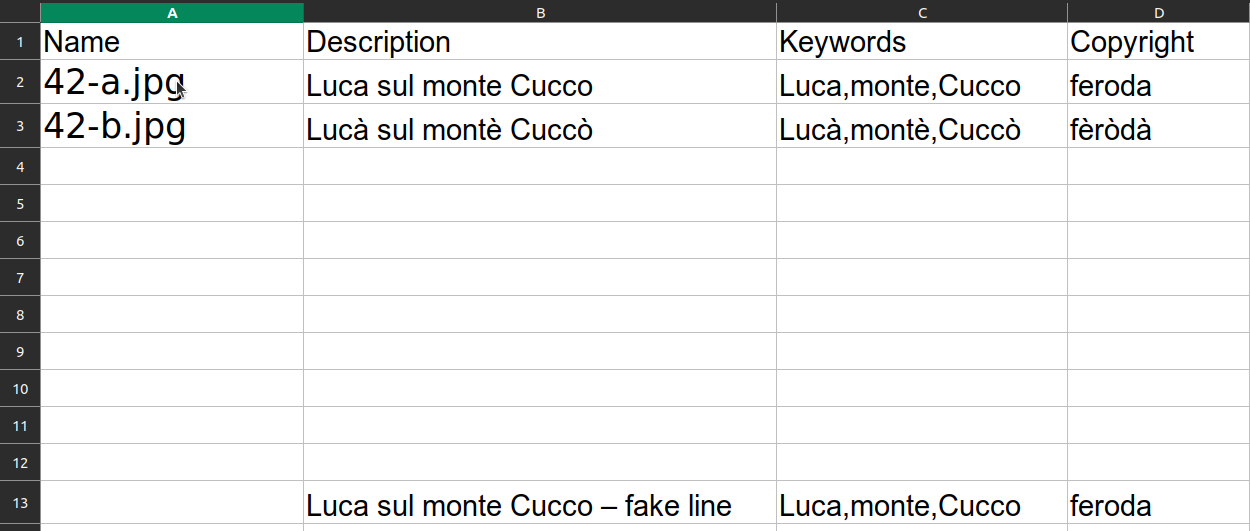 A B C D
1 Name Description Keywords Copyright
2 42-a.jpg Luca sul monte Cucco Luca,monte,Cucco feroda
3 42-b.jpg Lucà sul montè Cuccò Lucà,montè,Cuccò fèròdà
4
5
6
7
8
9
10
11
12
13 Luca sul monte Cucco – fake line Luca,monte,Cucco feroda